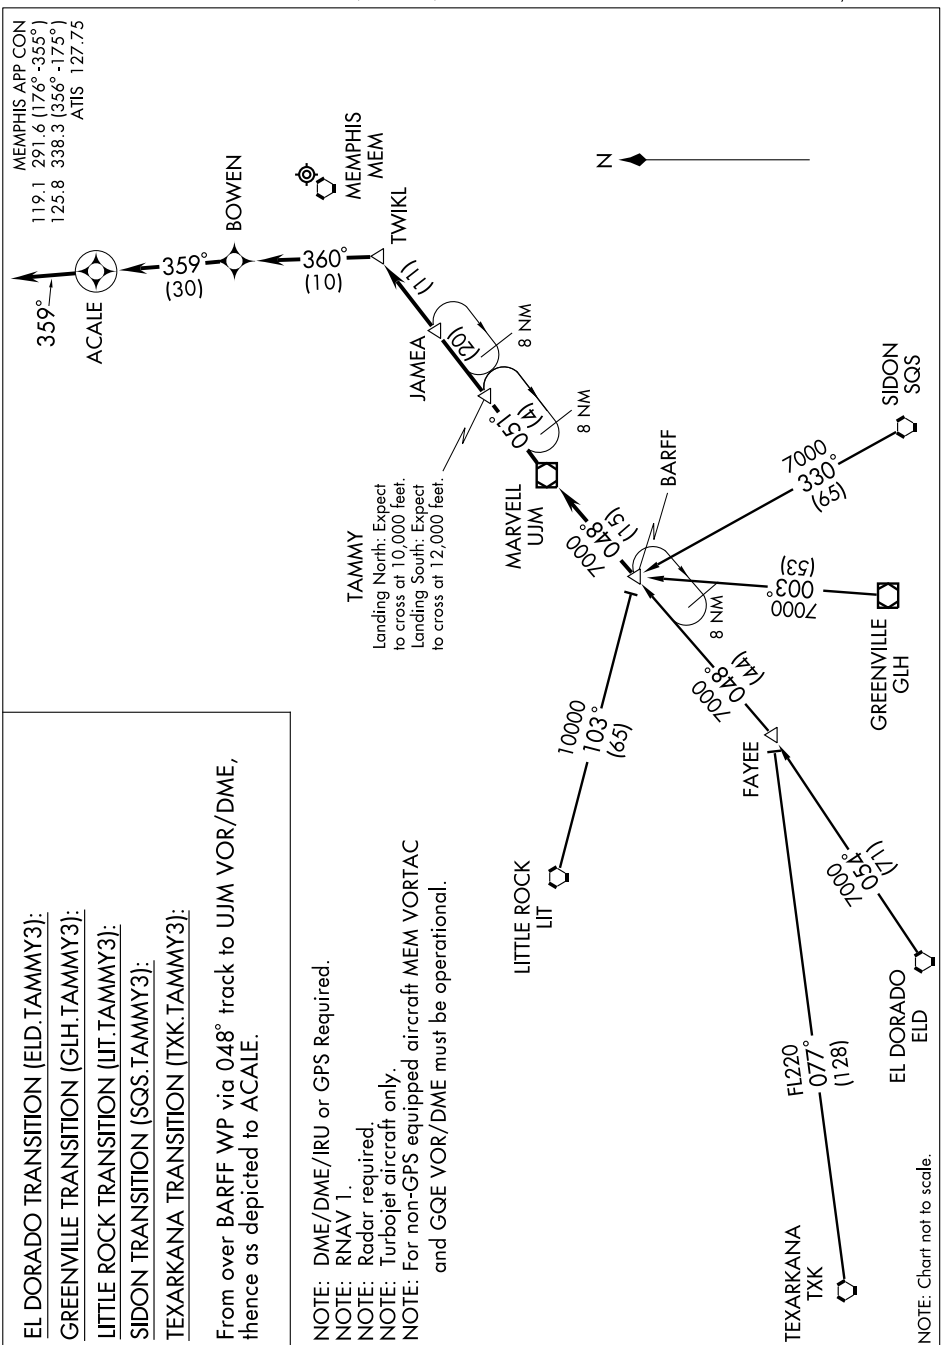 MEMPHIS APP CON
119.1 291.6 (176° -355°)
125.8 338.3 (356° -175°)
ATIS 127.75
EL DORADO TRANSITION (ELD.TAMMY3):
GREENVILLE TRANSITION (GLH.TAMMY3):
LITTLE ROCK TRANSITION (LIT.TAMMY3):
SIDON TRANSITION (SQS.TAMMY3):
TEXARKANA TRANSITION (TXK.TAMMY3):
From over BARFF WP via 048° track to UJM VOR/DME,
thence as depicted to ACALE.
NOTE: DME/DME/IRU or GPS Required.
NOTE: RNAV 1.
NOTE: Radar required.
NOTE: Turbojet aircraft only.
NOTE: For non-GPS equipped aircraft MEM VORTAC
and GQE VOR/DME must be operational.
359°
ACALE
359°
(30)
BOWEN
360°
(10)
MEMPHIS
MEM
TWIKL
(11)
JAMEA
(20)
8 NM
TAMMY
Landing North: Expect
to cross at 10,000 feet.
Landing South: Expect
to cross at 12,000 feet.
051°
(4)
8 NM
MARVELL
UJM
7000
048°
(15)
BARFF
8 NM
N
LITTLE ROCK
LIT
10000
103°
(65)
7000
048°
(44)
7000
003°
(53)
7000
330°
(65)
SIDON
SQS
GREENVILLE
GLH
FAYEE
7000
054°
(71)
EL DORADO
ELD
FL220
077°
(128)
TEXARKANA
TXK
NOTE: Chart not to scale.